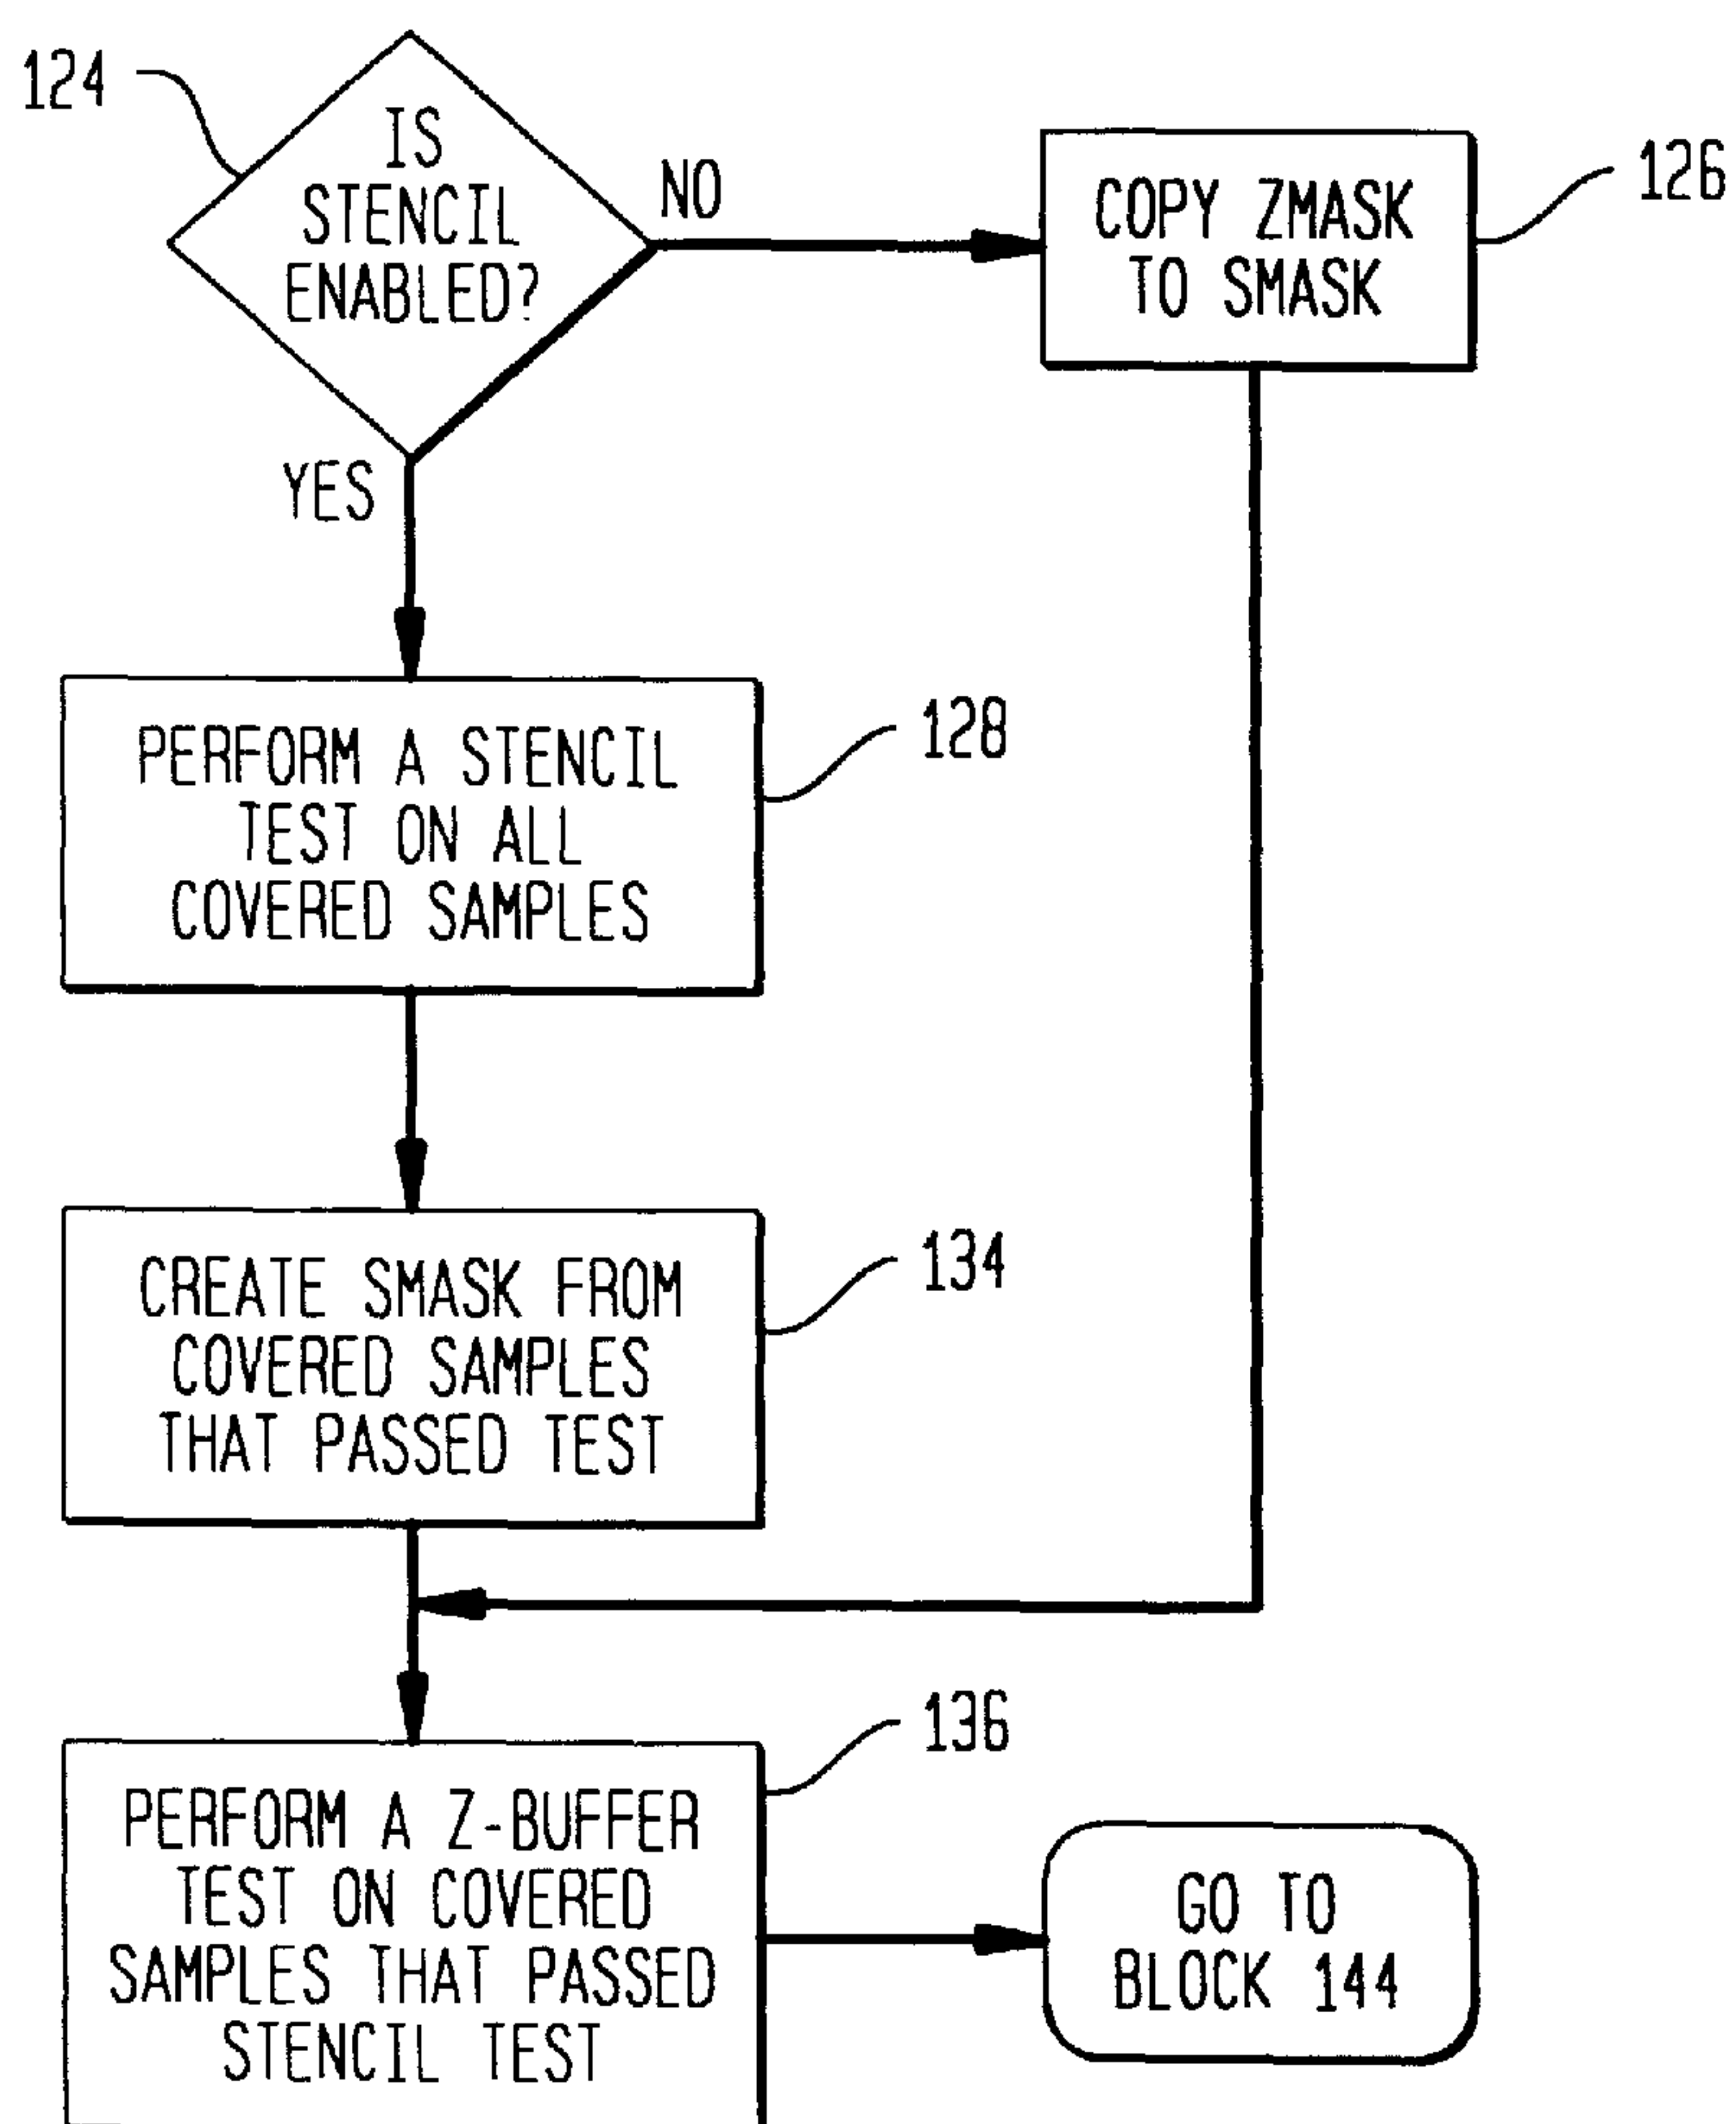 124
IS
STENCIL
ENABLED?
NO
YES
COPY ZMASK
TO SMASK
126
PERFORM A STENCIL
TEST ON ALL
COVERED SAMPLES
128
CREATE SMASK FROM
COVERED SAMPLES
THAT PASSED TEST
134
PERFORM A Z-BUFFER
TEST ON COVERED
SAMPLES THAT PASSED
STENCIL TEST
136
GO TO
BLOCK 144